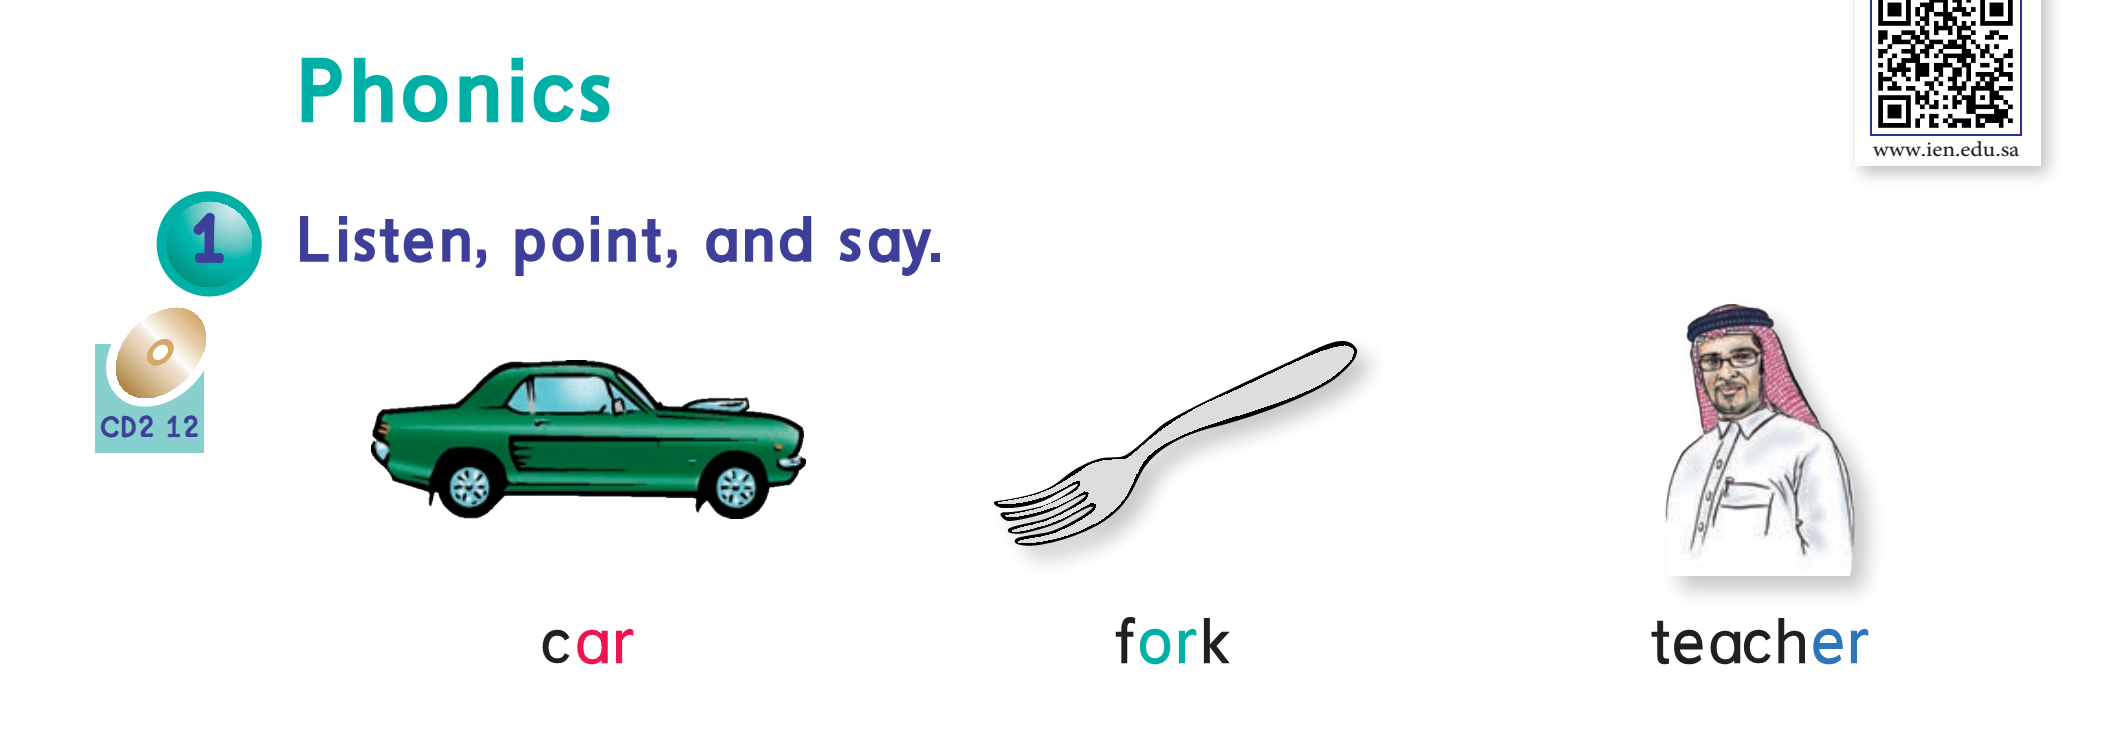 Phonics
www.ien.edu.sa
1 Listen, point, and say.
CD2 12
car
fork
teacher